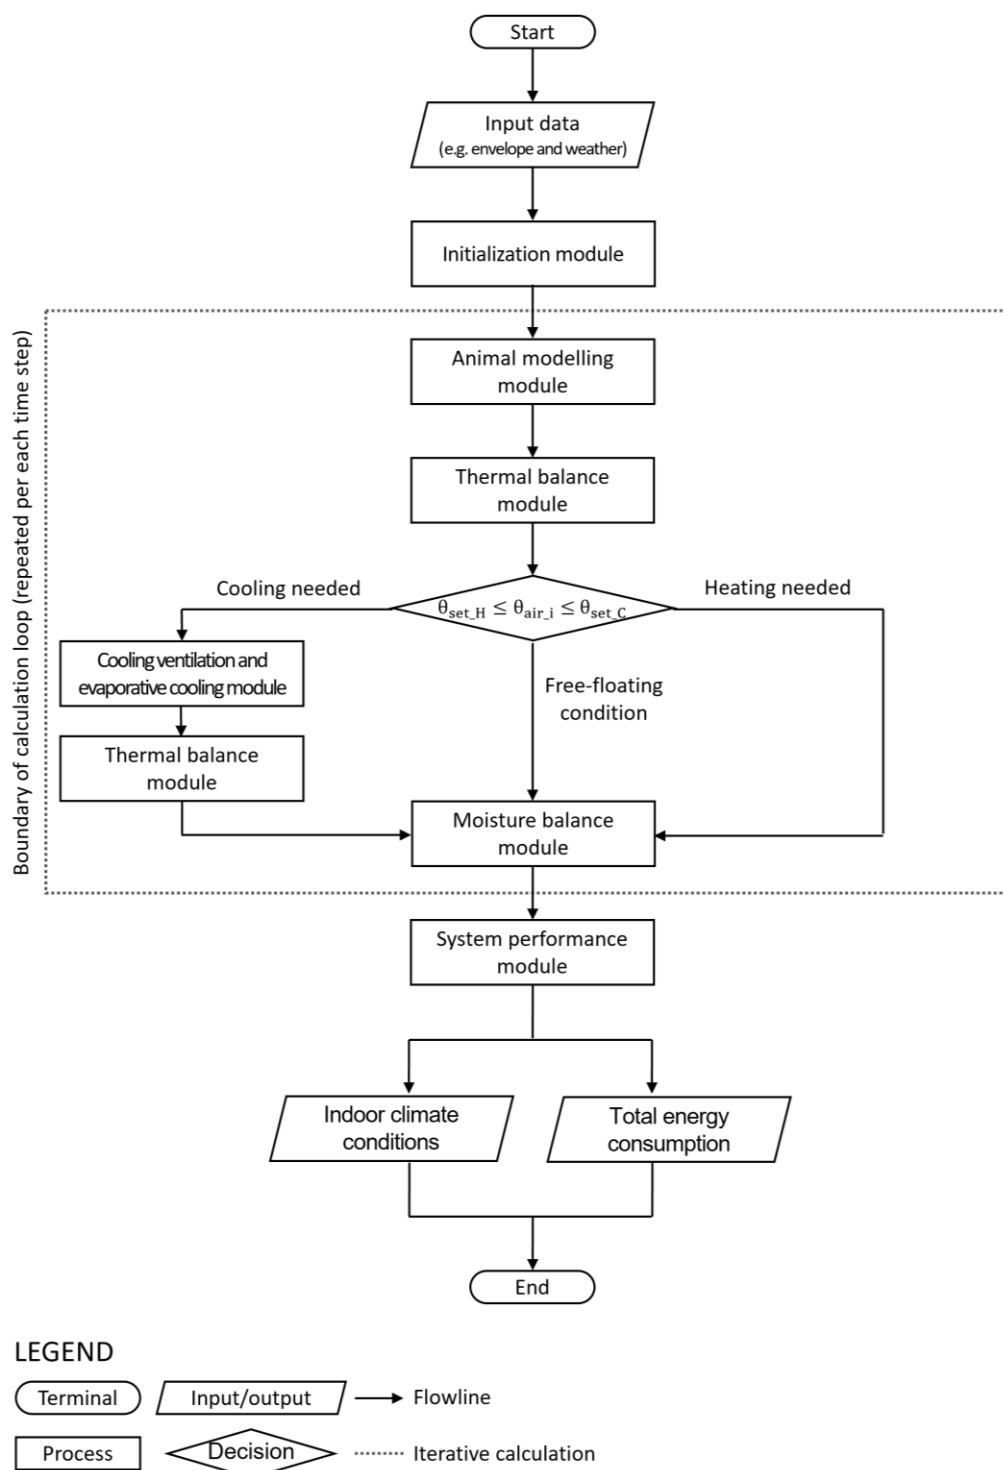 Start
Input data
(e.g. envelope and weather)
Initialization module
Boundary of calculation loop (repeated per each time step)
Animal modelling
module
Thermal balance
module
Cooling needed
θset_H ≤ θair_i ≤ θset_C
Heating needed
Cooling ventilation and
evaporative cooling module
Free-floating
condition
Thermal balance
module
Moisture balance
module
System performance
module
Indoor climate
conditions
Total energy
consumption
End
LEGEND
Terminal
Input/output
Flowline
Process
Decision
Iterative calculation